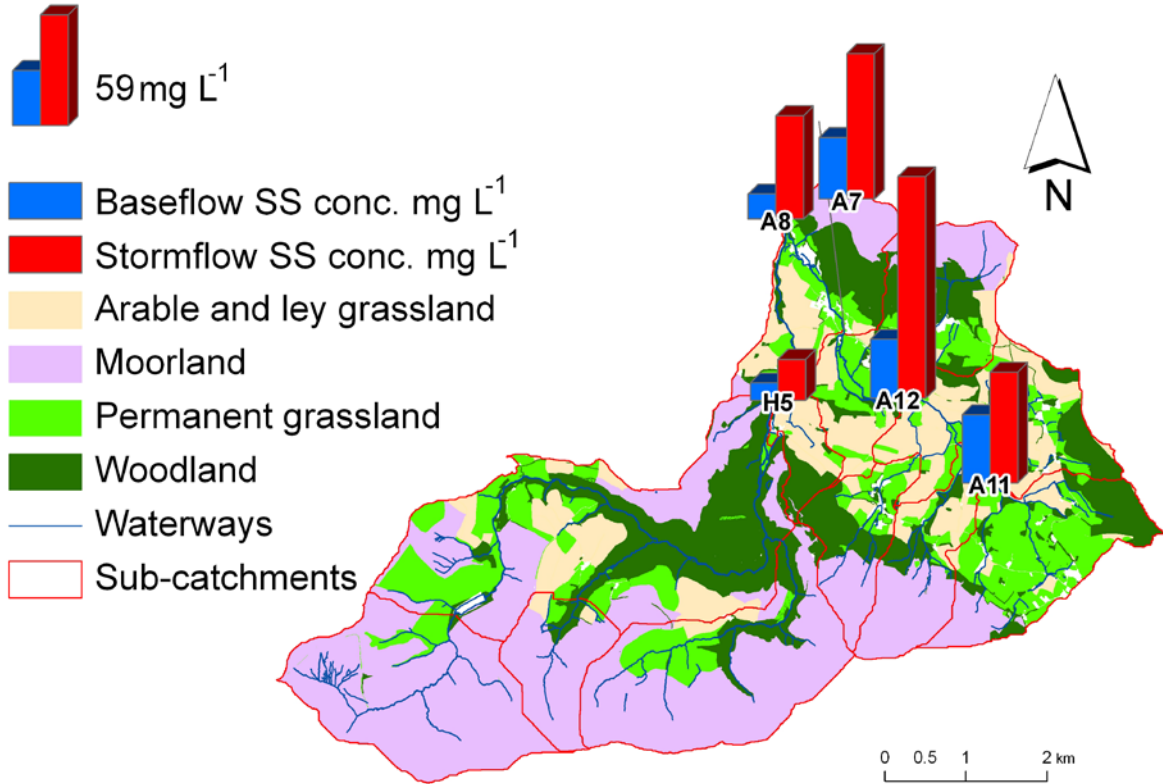 59 mg L⁻¹
Baseflow SS conc. mg L⁻¹
Stormflow SS conc. mg L⁻¹
Arable and ley grassland
Moorland
Permanent grassland
Woodland
Waterways
Sub-catchments
A7
A8
N
H5
A12
A11
0 0.5 1 2 km